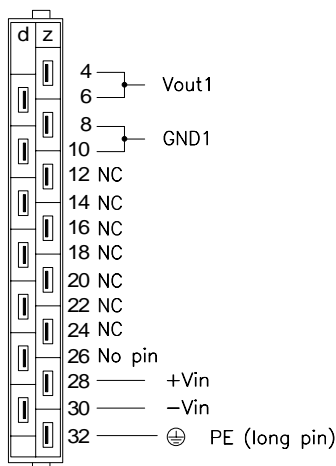 d z
4
Vout1
6
8
GND1
10
12 NC
14 NC
16 NC
18 NC
20 NC
22 NC
24 NC
26 No pin
28 +Vin
30 −Vin
32 PE (long pin)